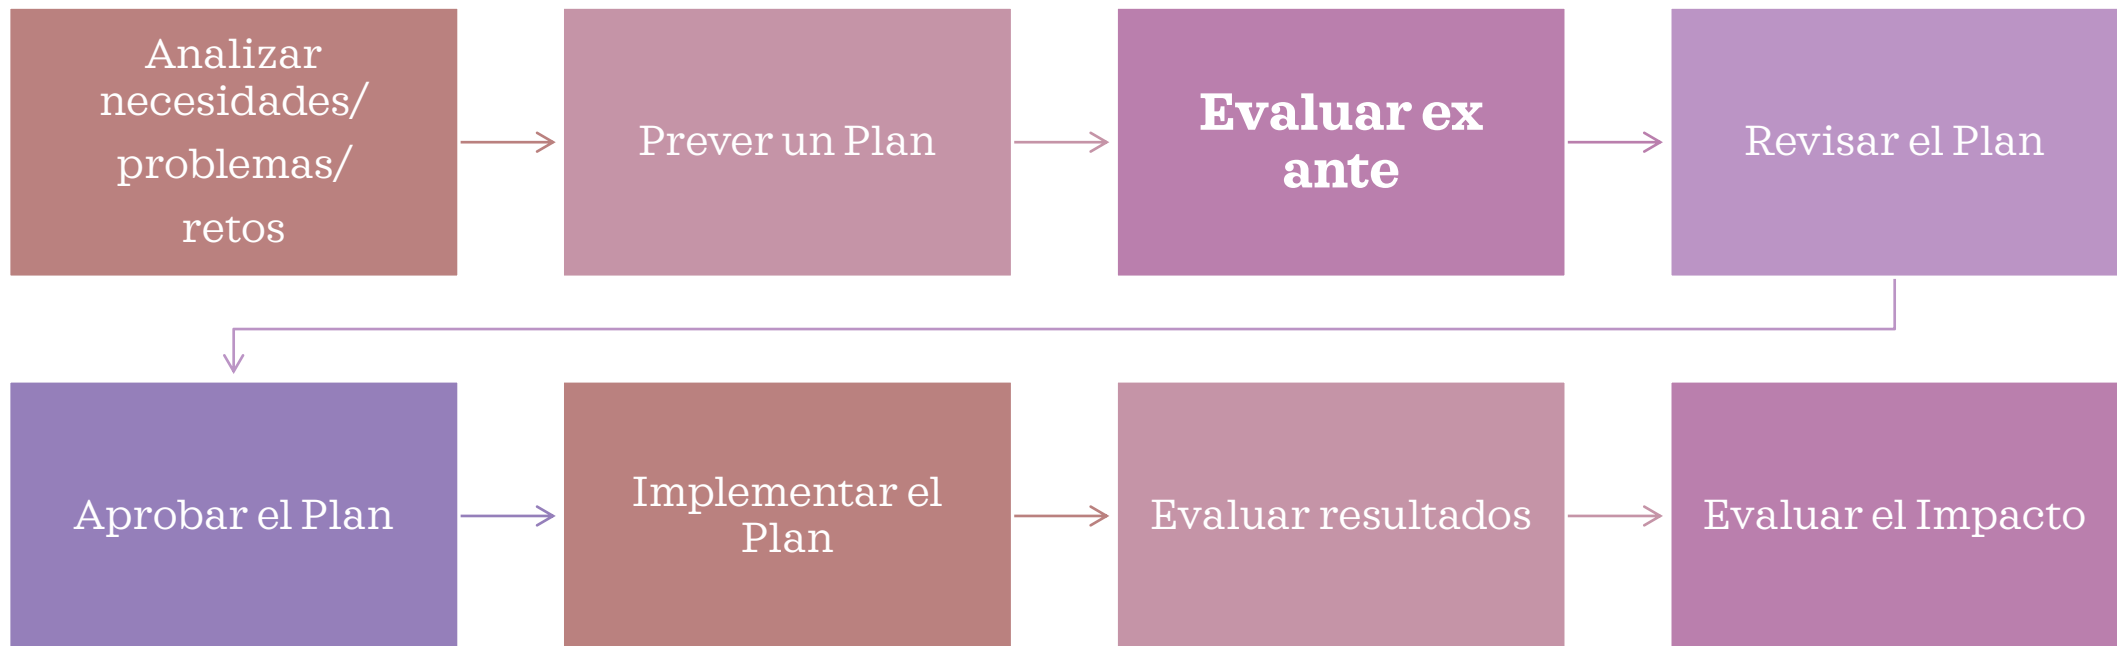 Analizar
necesidades/
problemas/
retos
Prever un Plan
Evaluar ex
ante
Revisar el Plan
Aprobar el Plan
Implementar el
Plan
Evaluar resultados
Evaluar el Impacto